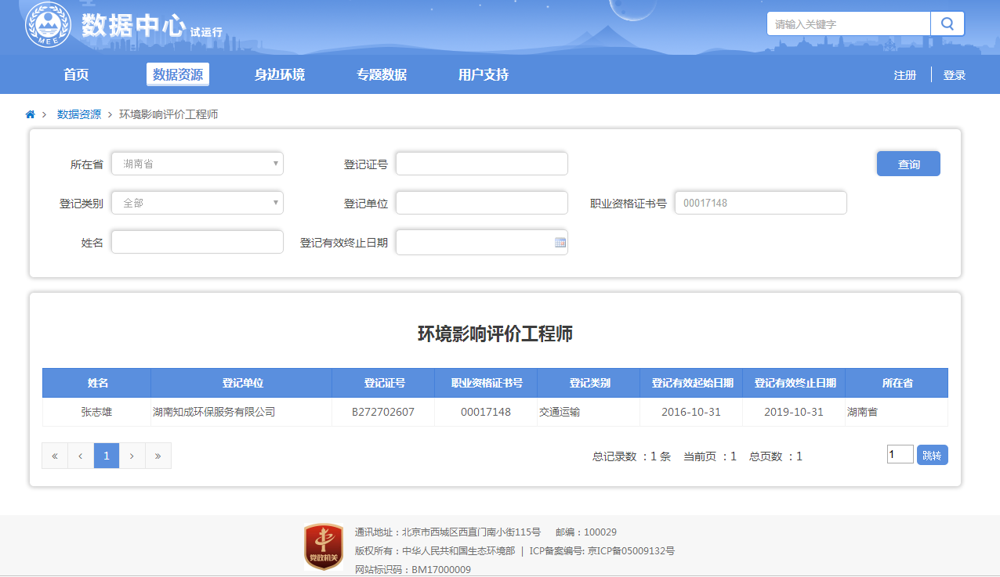 MEE
数据中心 试运行
请输入关键字
首页 数据资源 身边环境 专题数据 用户支持 注册 登录
数据资源 > 环境影响评价工程师
所在省 湖南省 登记证号 查询
登记类别 全部 登记单位 职业资格证书号 00017148
姓名 登记有效终止日期
环境影响评价工程师
姓名 登记单位 登记证号 职业资格证书号 登记类别 登记有效起始日期 登记有效终止日期 所在省
张志雄 湖南知成环保服务有限公司 B272702607 00017148 交通运输 2016-10-31 2019-10-31 湖南省
« ‹ 1 › » 总记录数 ：1 条 当前页 ：1 总页数 ：1 1 跳转
党政机关
通讯地址：北京市西城区西直门南小街115号 邮编：100029
版权所有：中华人民共和国生态环境部 | ICP备案编号: 京ICP备05009132号
网站标识码：BM17000009